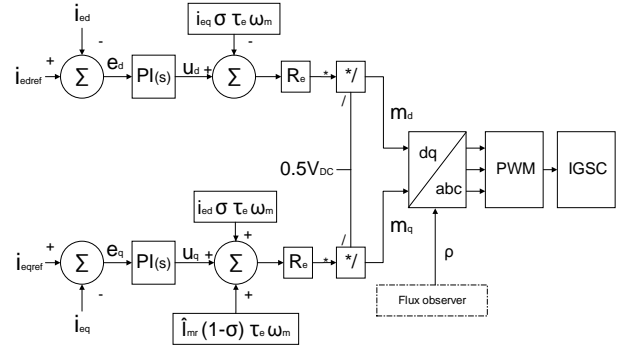 i_ed
i_eq σ τ_e ω_m
-
-
+
i_edref
Σ
e_d
PI(s)
u_d
+
Σ
R_e
*
*/
/
m_d
0.5V_DC
dq
abc
PWM
IGSC
i_ed σ τ_e ω_m
/
m_q
+
+
i_eqref
Σ
e_q
PI(s)
u_q
+
Σ
R_e
*
*/
ρ
-
+
Flux observer
i_eq
Î_mr (1-σ) τ_e ω_m